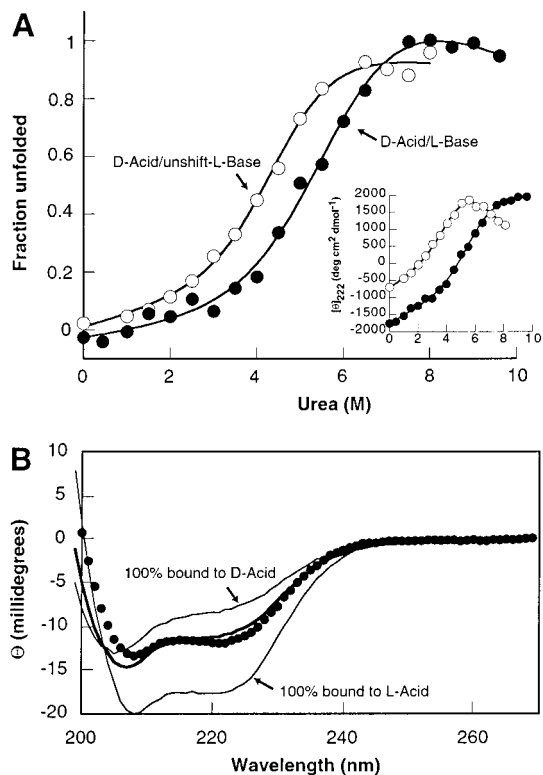 A
1
0.8
0.6
0.4
0.2
0
Fraction unfolded
D-Acid/unshift-L-Base
D-Acid/L-Base
[Θ]222 (deg cm2 dmol-1)
2000
1500
1000
500
0
-500
-1000
-1500
-2000
0 2 4 6 8 10
0 2 4 6 8 10
Urea (M)
B
10
5
0
-5
-10
-15
-20
Θ (millidegrees)
100% bound to D-Acid
100% bound to L-Acid
200 220 240 260
Wavelength (nm)